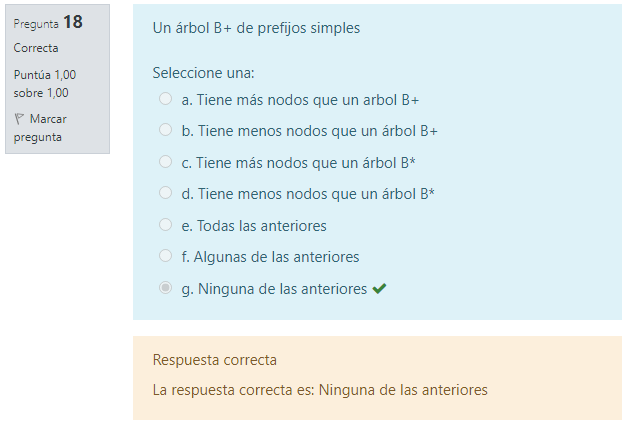 Pregunta 18
Correcta
Puntúa 1,00
sobre 1,00
Marcar
pregunta
Un árbol B+ de prefijos simples
Seleccione una:
a. Tiene más nodos que un arbol B+
b. Tiene menos nodos que un árbol B+
c. Tiene más nodos que un árbol B*
d. Tiene menos nodos que un árbol B*
e. Todas las anteriores
f. Algunas de las anteriores
g. Ninguna de las anteriores
Respuesta correcta
La respuesta correcta es: Ninguna de las anteriores